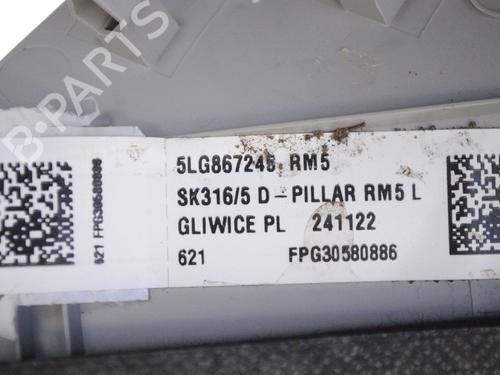 B-PARTS
5LG867245 RM5
SK316/5 D-PILLAR RM5 L
GLIWICE PL 241122
621 FPG30580886
621 FPG30580886